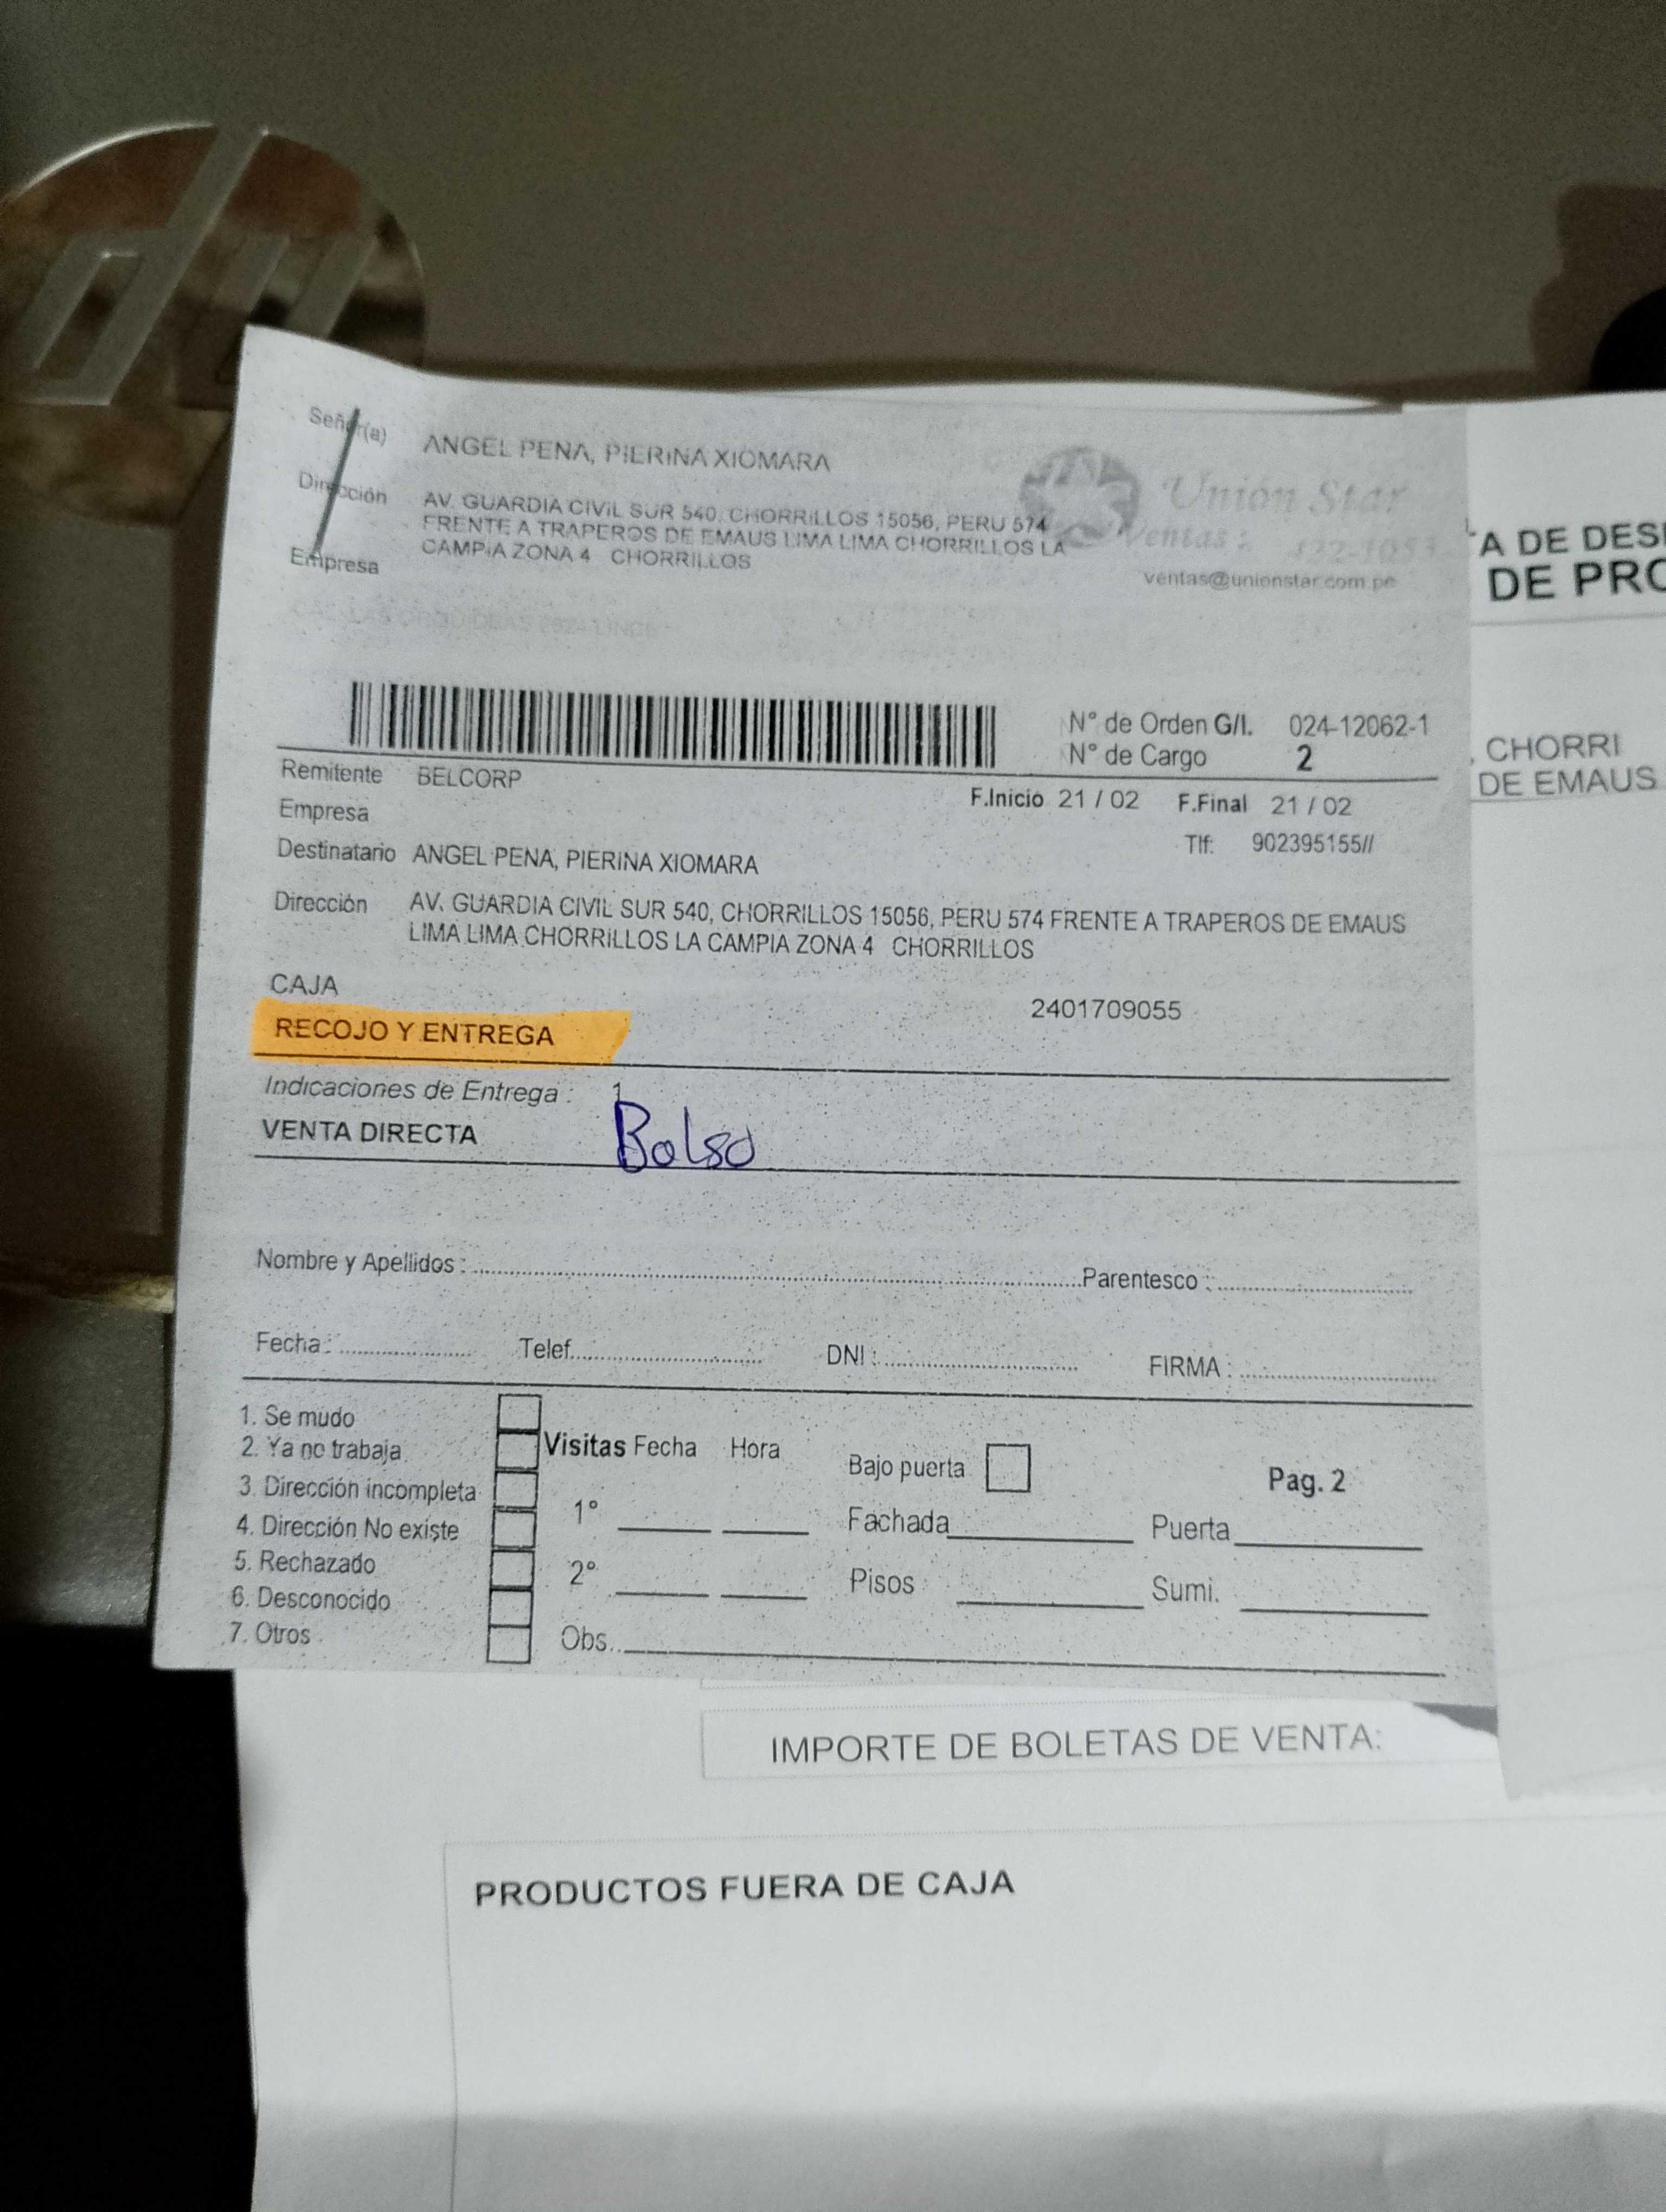 Señor(a) ANGEL PENA, PIERINA XIOMARA
Dirección AV. GUARDIA CIVIL SUR 540, CHORRILLOS 15056, PERU 574
FRENTE A TRAPEROS DE EMAUS LIMA LIMA CHORRILLOS LA
CAMPIA ZONA 4 CHORRILLOS
Empresa
Unión Star
Ventas :
ventas@unionstar.com.pe
N° de Orden G/I. 024-12062-1
N° de Cargo 2
Remitente BELCORP
F.Inicio 21 / 02 F.Final 21 / 02
Empresa
Tlf: 902395155//
Destinatario ANGEL PENA, PIERINA XIOMARA
Dirección AV. GUARDIA CIVIL SUR 540, CHORRILLOS 15056, PERU 574 FRENTE A TRAPEROS DE EMAUS
LIMA LIMA CHORRILLOS LA CAMPIA ZONA 4 CHORRILLOS
CAJA
2401709055
RECOJO Y ENTREGA
Indicaciones de Entrega : 1
VENTA DIRECTA Bolso
Nombre y Apellidos : Parentesco :
Fecha : Telef. DNI : FIRMA :
1. Se mudo
2. Ya no trabaja
3. Dirección incompleta
4. Dirección No existe
5. Rechazado
6. Desconocido
7. Otros
Visitas Fecha Hora
1°
2°
Obs..
Bajo puerta
Fachada Puerta
Pisos Sumi.
Pag. 2
TA DE DES
DE PRO
, CHORRI
DE EMAUS
IMPORTE DE BOLETAS DE VENTA:
PRODUCTOS FUERA DE CAJA
hp